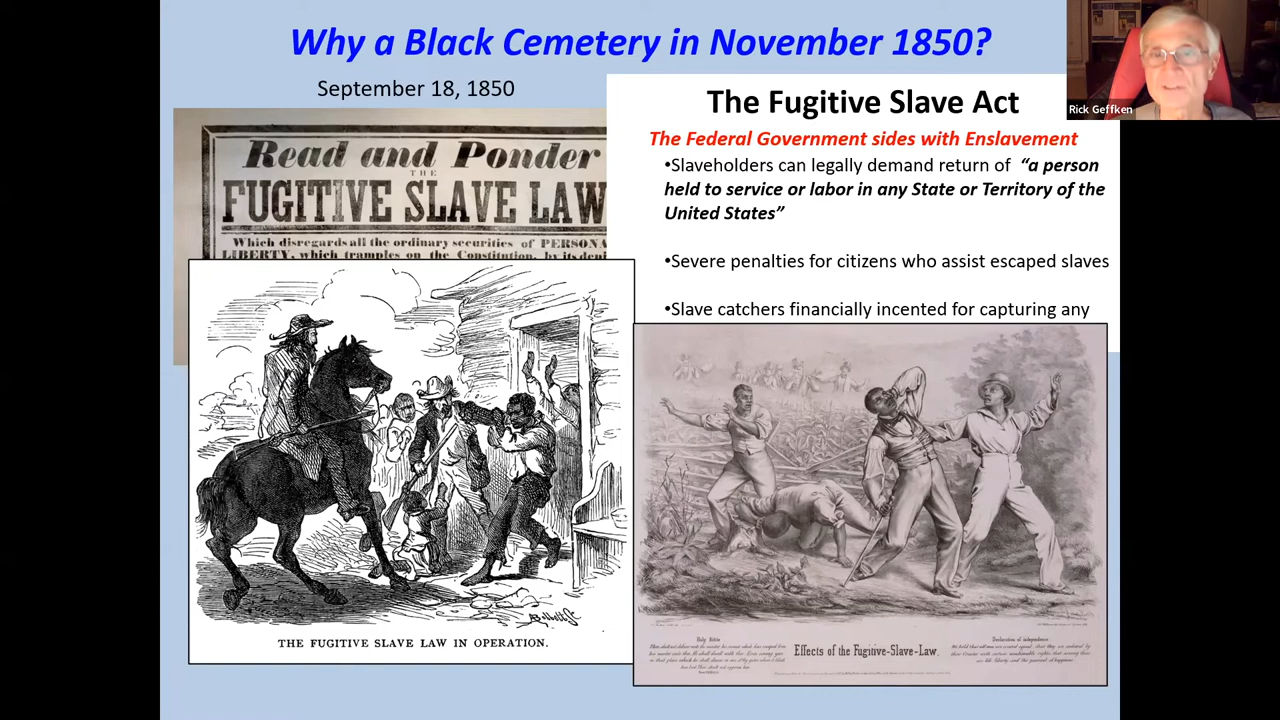 Why a Black Cemetery in November 1850?
September 18, 1850
Read and Ponder
THE
FUGITIVE SLAVE LAW
Which disregards all the ordinary securities of PERSONA
LIBERTY, which tramples on the Constitution, by its deni
The Fugitive Slave Act
The Federal Government sides with Enslavement
•Slaveholders can legally demand return of “a person
held to service or labor in any State or Territory of the
United States”
•Severe penalties for citizens who assist escaped slaves
•Slave catchers financially incented for capturing any
Rick Geffken
THE FUGITIVE SLAVE LAW IN OPERATION.
Holy Bible
Declaration of independence
Effects of the Fugitive-Slave-Law.